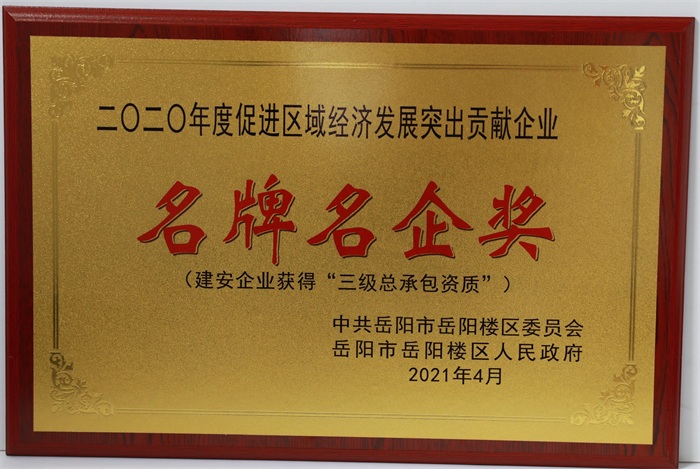 二〇二〇年度促进区域经济发展突出贡献企业
名牌名企奖
（建安企业获得“三级总承包资质”）
中共岳阳市岳阳楼区委员会
岳阳市岳阳楼区人民政府
2021年4月